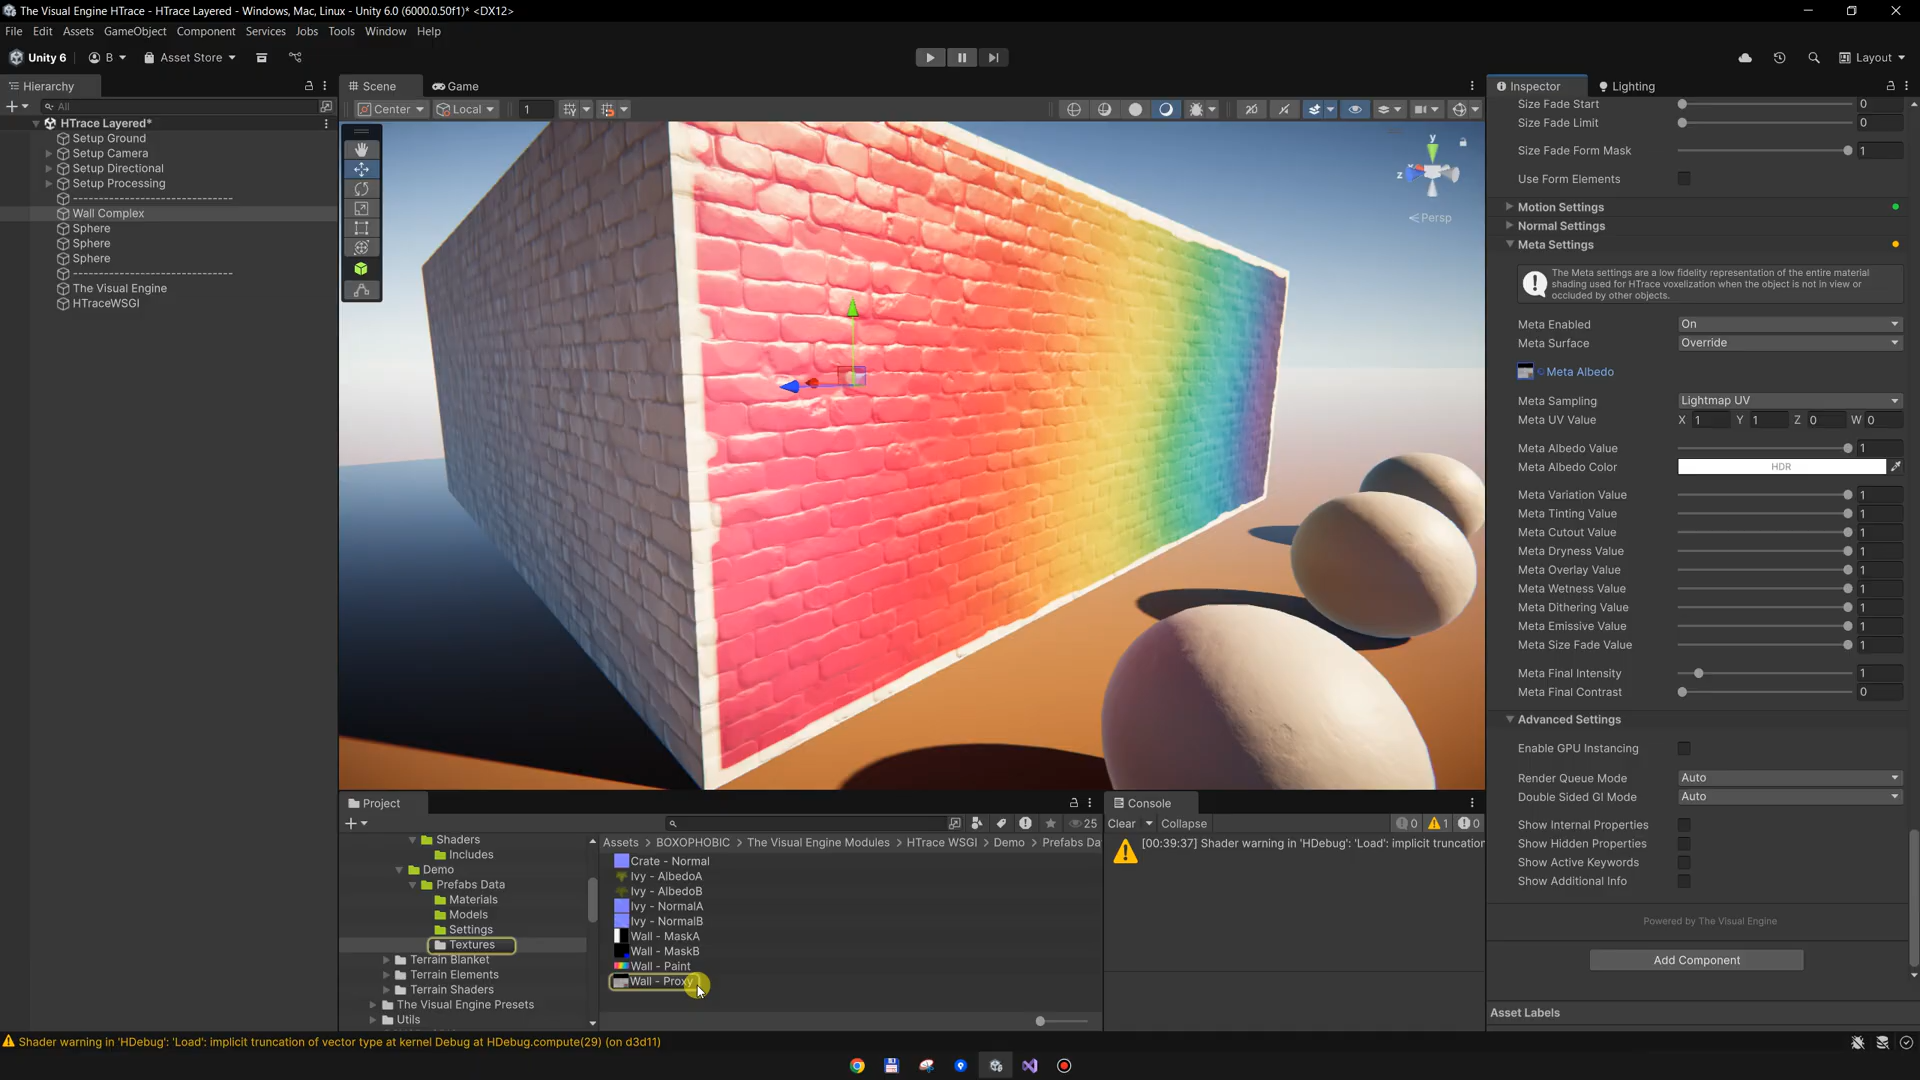 The Visual Engine HTrace - HTrace Layered - Windows, Mac, Linux - Unity 6.0 (6000.0.50f1)* <DX12>
File Edit Assets GameObject Component Services Jobs Tools Window Help
Unity 6 B Asset Store Layout
Hierarchy
All
HTrace Layered*
Setup Ground
Setup Camera
Setup Directional
Setup Processing
-------------------------------
Wall Complex
Sphere
Sphere
Sphere
-------------------------------
The Visual Engine
HTraceWSGI
Scene Game
Center Local 1
y
z
Persp
Inspector Lighting
Size Fade Start 0
Size Fade Limit 0
Size Fade Form Mask 1
Use Form Elements
Motion Settings
Normal Settings
Meta Settings
The Meta settings are a low fidelity representation of the entire material
shading used for HTrace voxelization when the object is not in view or
occluded by other objects.
Meta Enabled On
Meta Surface Override
Meta Albedo
Meta Sampling Lightmap UV
Meta UV Value X 1 Y 1 Z 0 W 0
Meta Albedo Value 1
Meta Albedo Color HDR
Meta Variation Value 1
Meta Tinting Value 1
Meta Cutout Value 1
Meta Dryness Value 1
Meta Overlay Value 1
Meta Wetness Value 1
Meta Dithering Value 1
Meta Emissive Value 1
Meta Size Fade Value 1
Meta Final Intensity 1
Meta Final Contrast 0
Advanced Settings
Enable GPU Instancing
Render Queue Mode Auto
Double Sided GI Mode Auto
Show Internal Properties
Show Hidden Properties
Show Active Keywords
Show Additional Info
Powered by The Visual Engine
Add Component
Asset Labels
Project
25
Shaders
Includes
Demo
Prefabs Data
Materials
Models
Settings
Textures
Terrain Blanket
Terrain Elements
Terrain Shaders
The Visual Engine Presets
Utils
Assets > BOXOPHOBIC > The Visual Engine Modules > HTrace WSGI > Demo > Prefabs Da
Crate - Normal
Ivy - AlbedoA
Ivy - AlbedoB
Ivy - NormalA
Ivy - NormalB
Wall - MaskA
Wall - MaskB
Wall - Paint
Wall - Proxy
Console
Clear Collapse 0 1 0
[00:39:37] Shader warning in 'HDebug': 'Load': implicit truncation
Shader warning in 'HDebug': 'Load': implicit truncation of vector type at kernel Debug at HDebug.compute(29) (on d3d11)